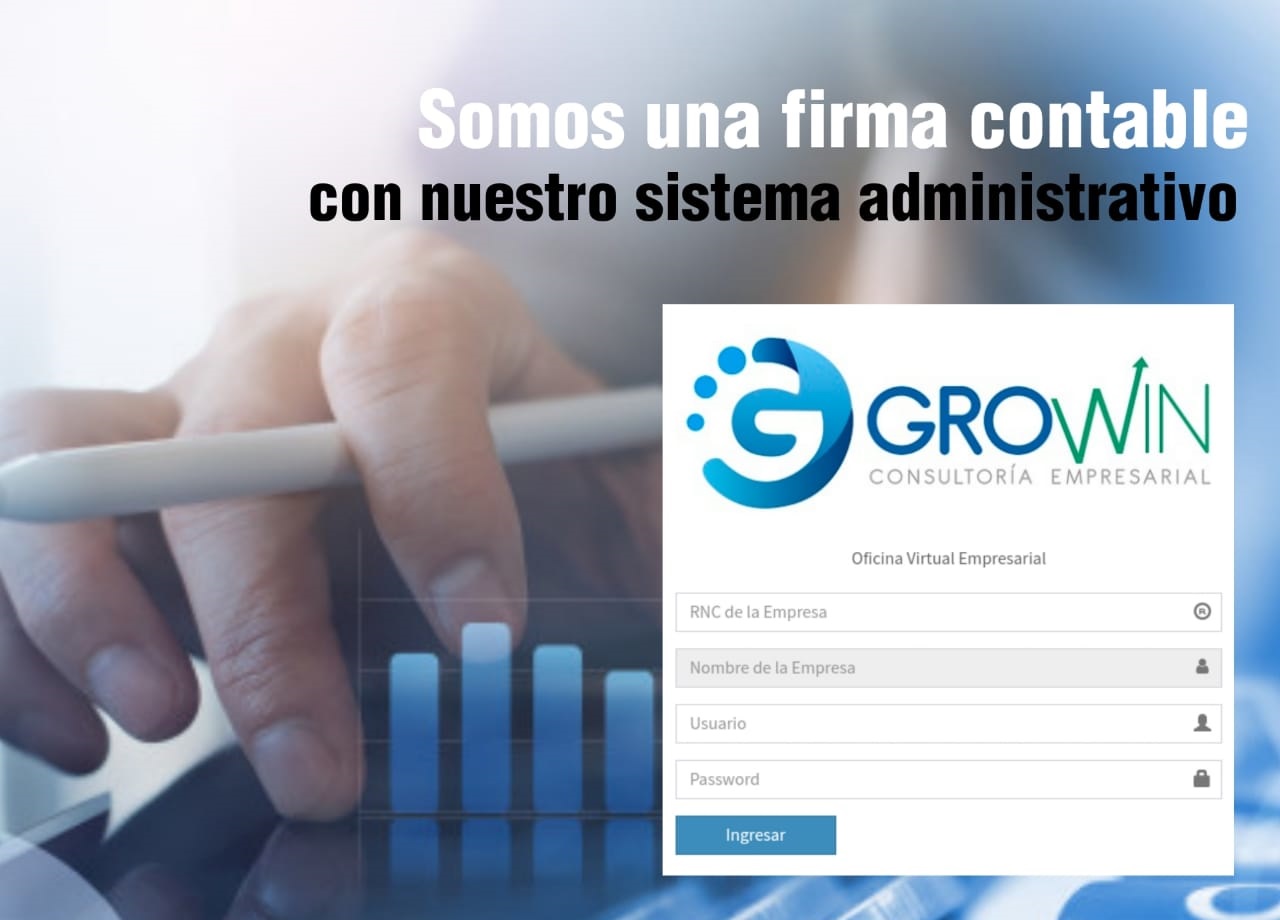 Somos una firma contable
con nuestro sistema administrativo
G GROWIN
CONSULTORÍA EMPRESARIAL
Oficina Virtual Empresarial
RNC de la Empresa
Nombre de la Empresa
Usuario
Password
Ingresar